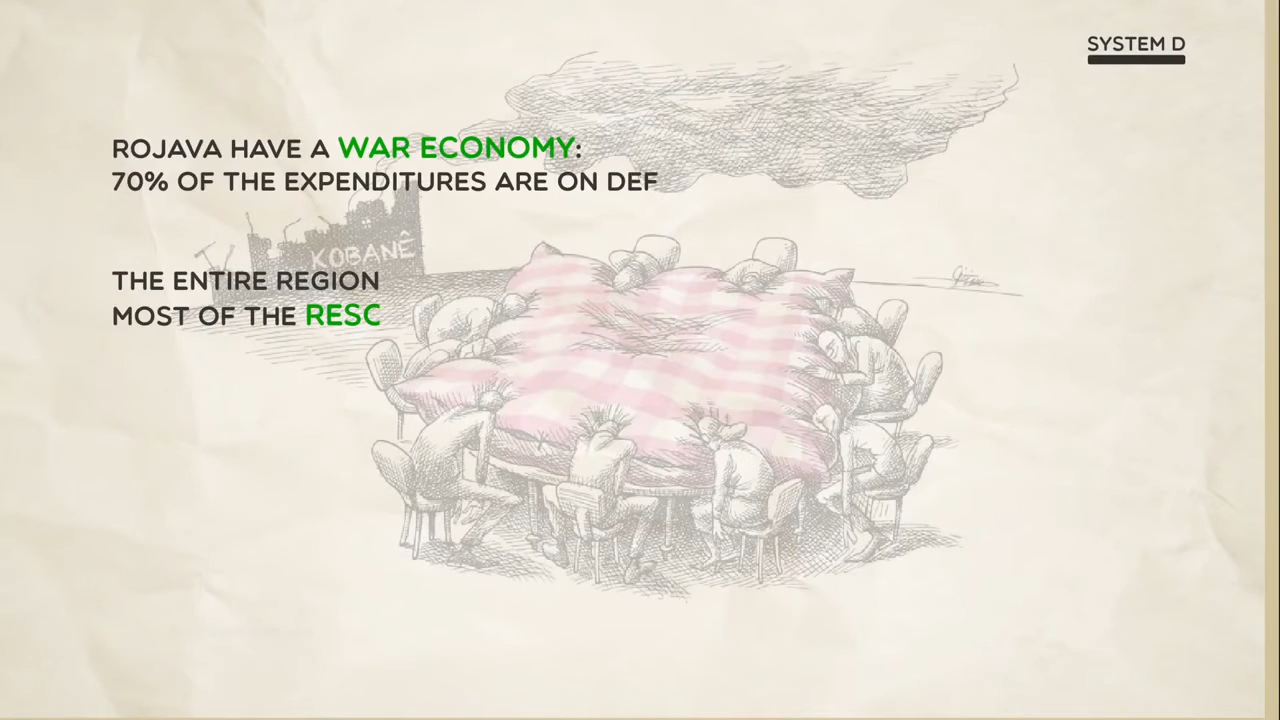 SYSTEM D
ROJAVA HAVE A WAR ECONOMY:
70% OF THE EXPENDITURES ARE ON DEF
KOBANÊ
THE ENTIRE REGION
MOST OF THE RESC